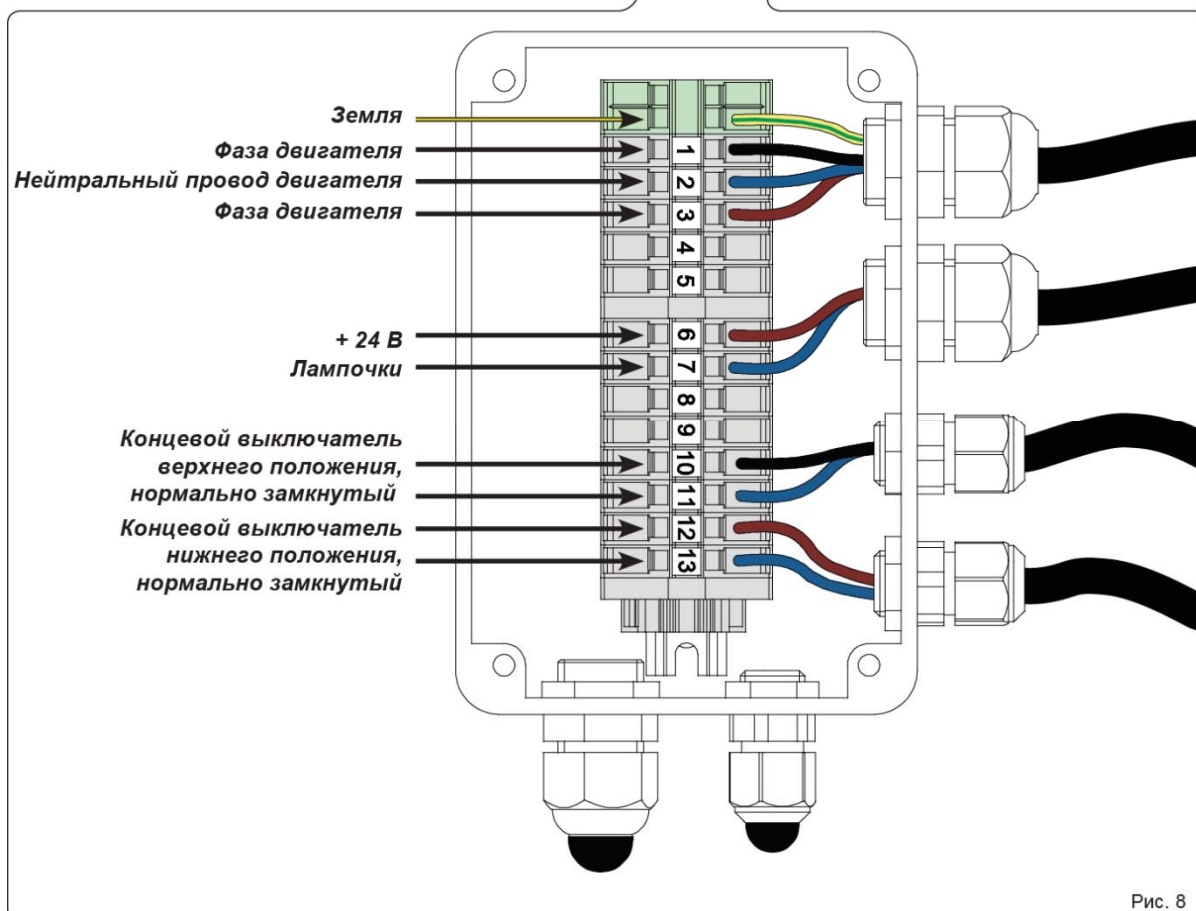 Земля
Фаза двигателя
1
Нейтральный провод двигателя
2
Фаза двигателя
3
4
5
+ 24 В
6
Лампочки
7
8
9
Концевой выключатель
верхнего положения,
10
нормально замкнутый
11
Концевой выключатель
12
нижнего положения,
13
нормально замкнутый
Рис. 8